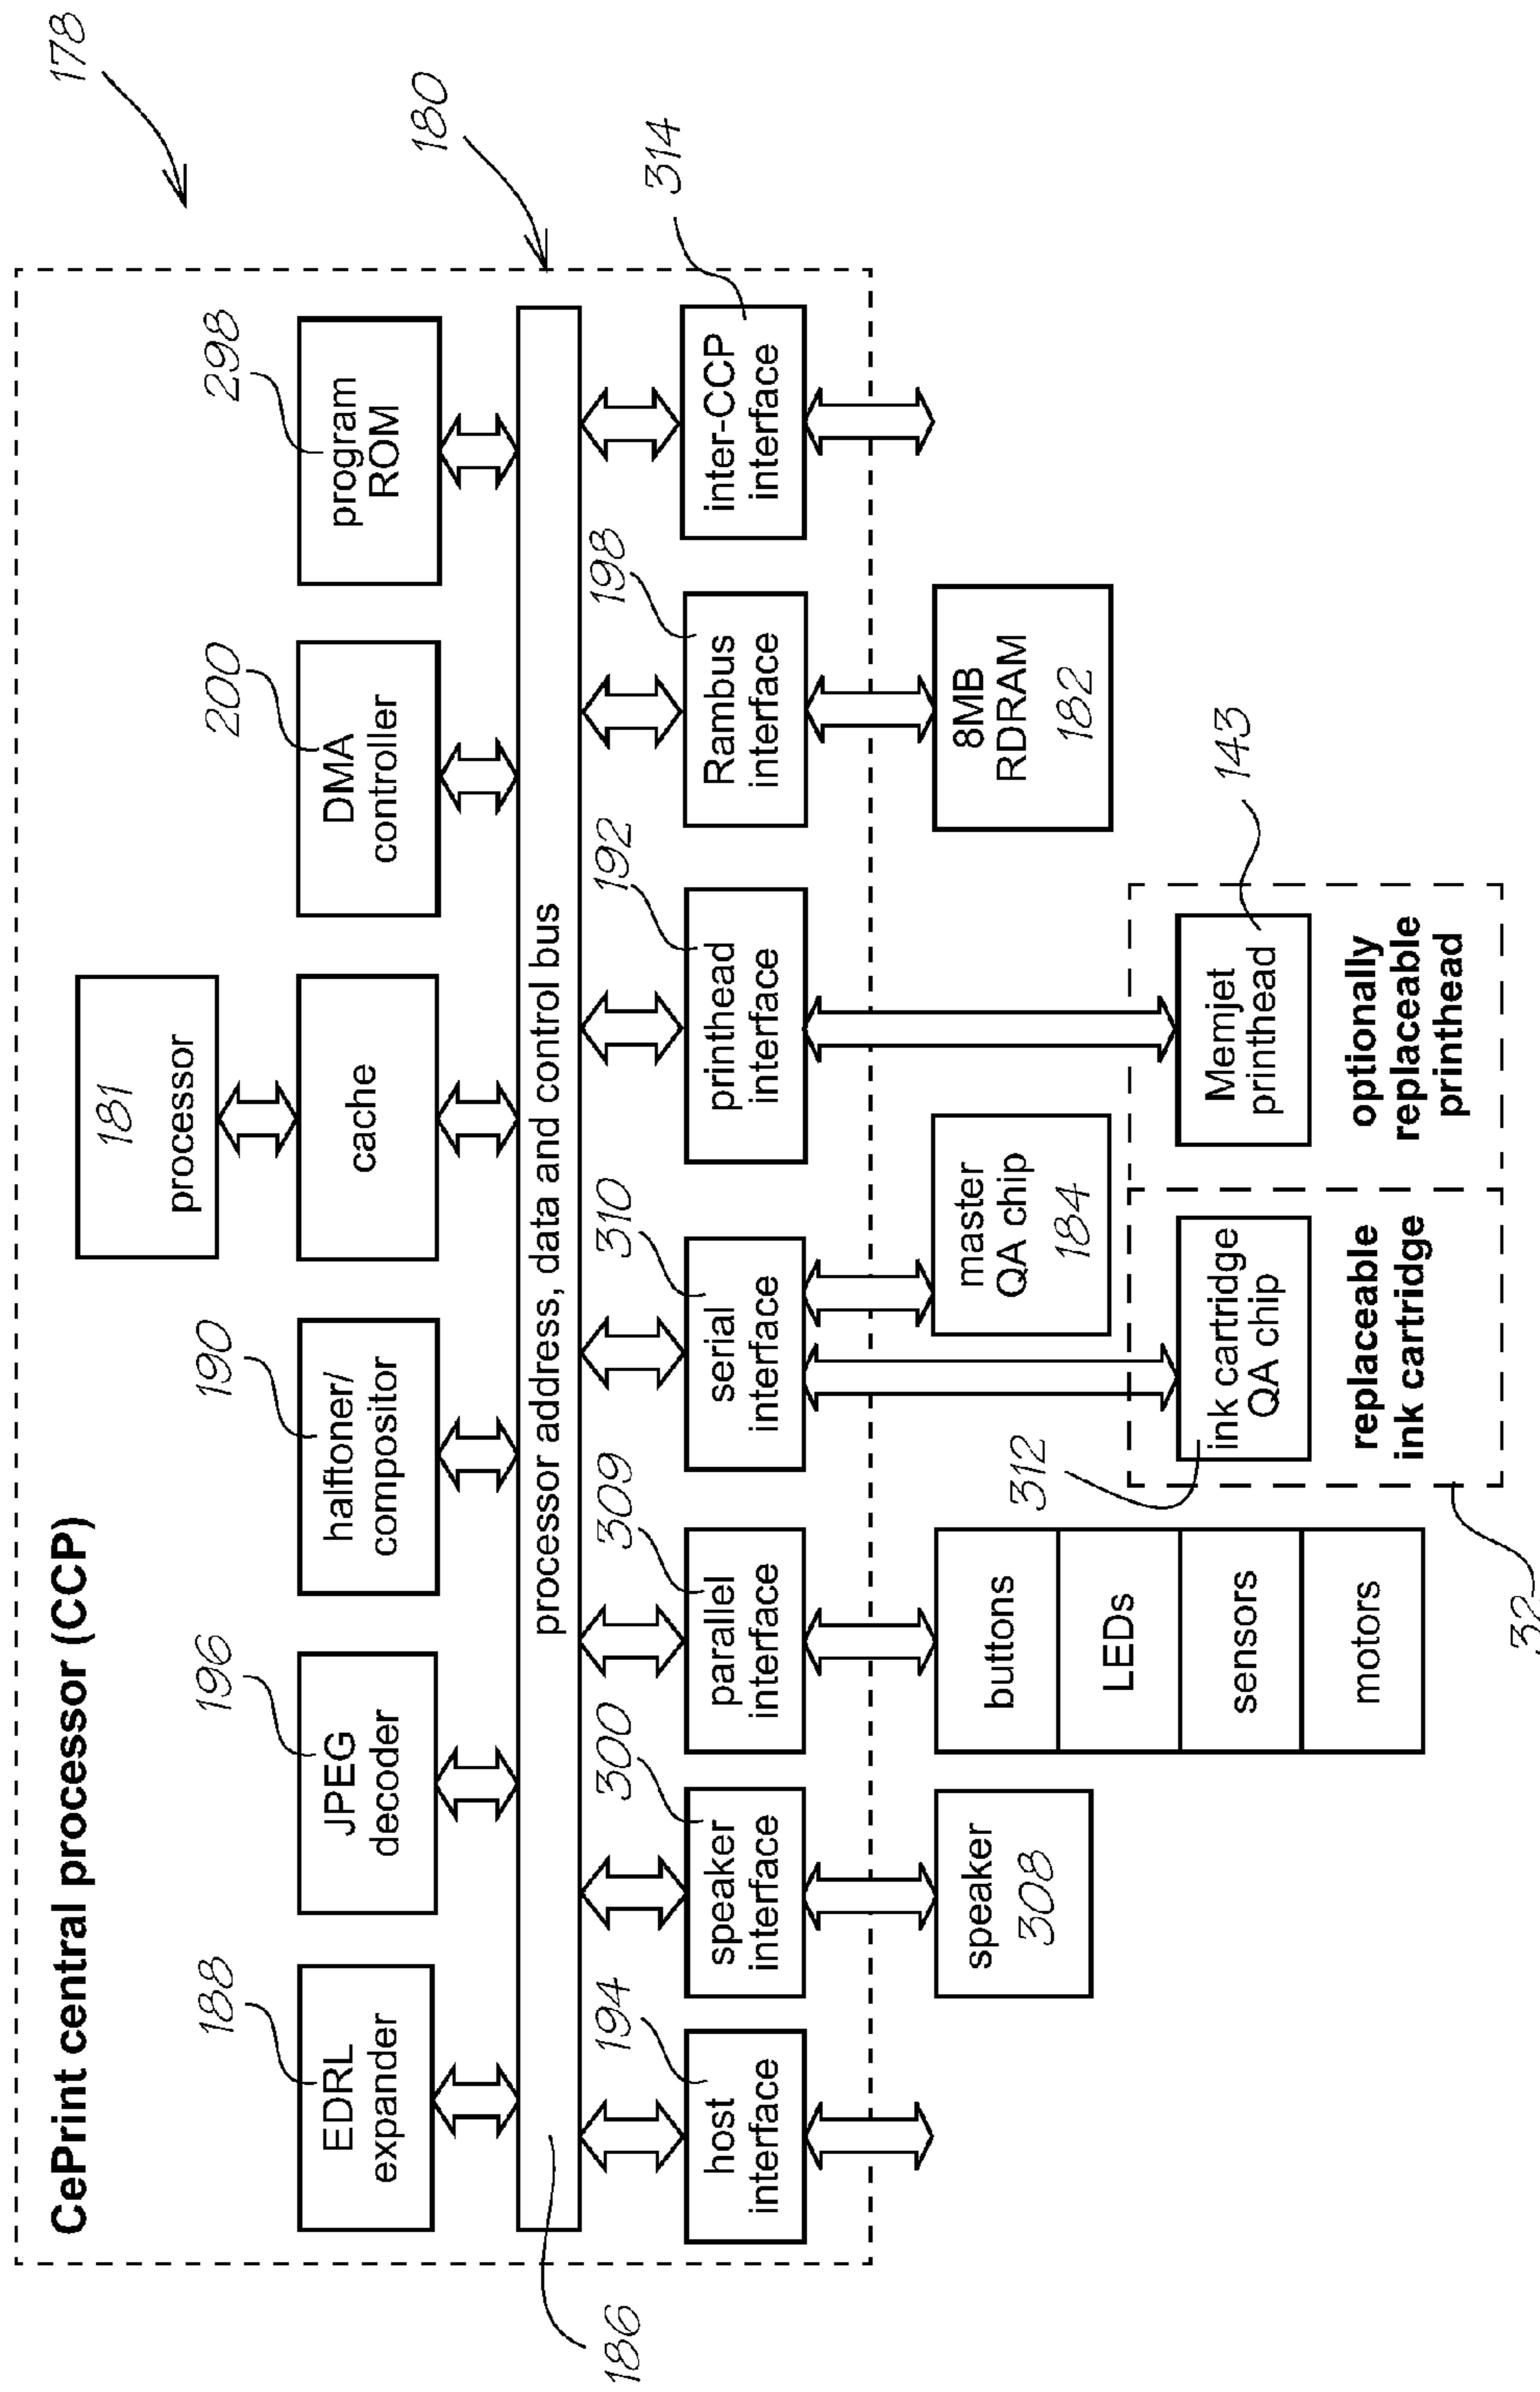 178
CePrint central processor (CCP)
180
181
processor
188
196
190
200
298
EDRL
expander
JPEG
decoder
halftoner/
compositor
cache
DMA
controller
program
ROM
processor address, data and control bus
186
194
300
309
310
192
198
314
host
interface
speaker
interface
parallel
interface
serial
interface
printhead
interface
Rambus
interface
inter-CCP
interface
speaker
308
buttons
LEDs
sensors
motors
master
QA chip
184
8MB
RDRAM
182
312
143
ink cartridge
QA chip
Memjet
printhead
replaceable
ink cartridge
optionally
replaceable
printhead
32